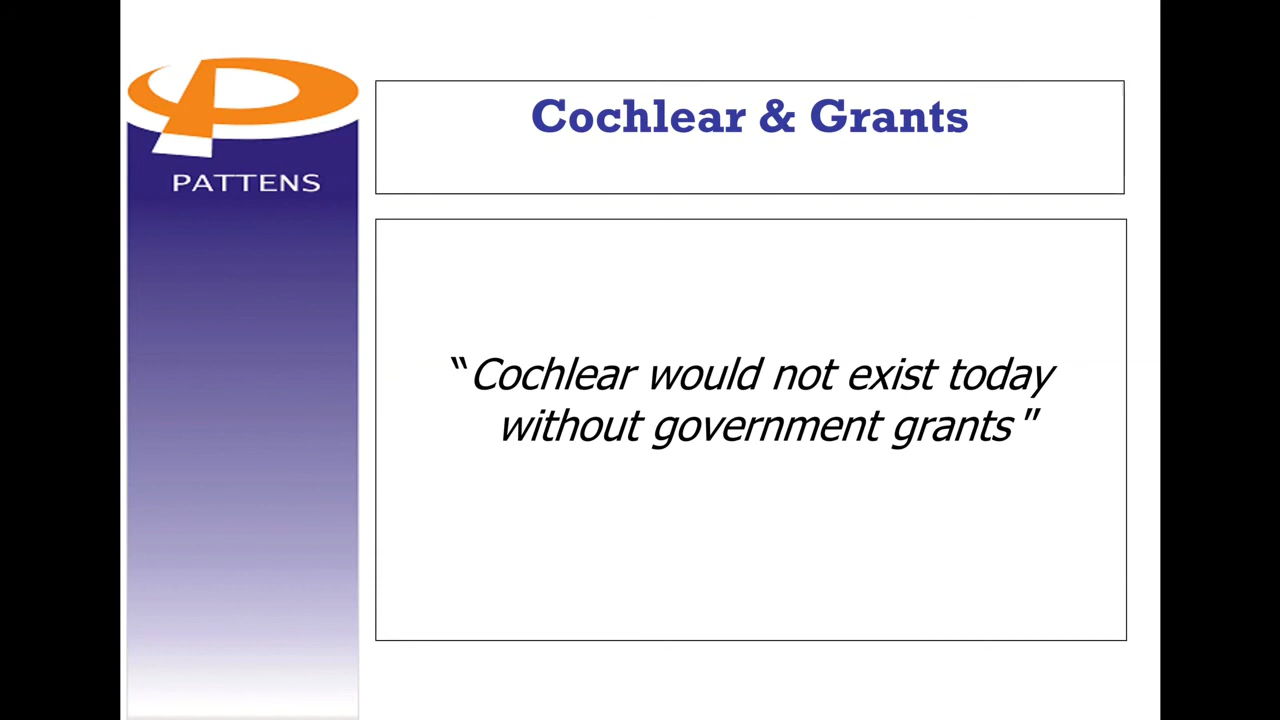 PATTENS
Cochlear & Grants
“Cochlear would not exist today
without government grants”